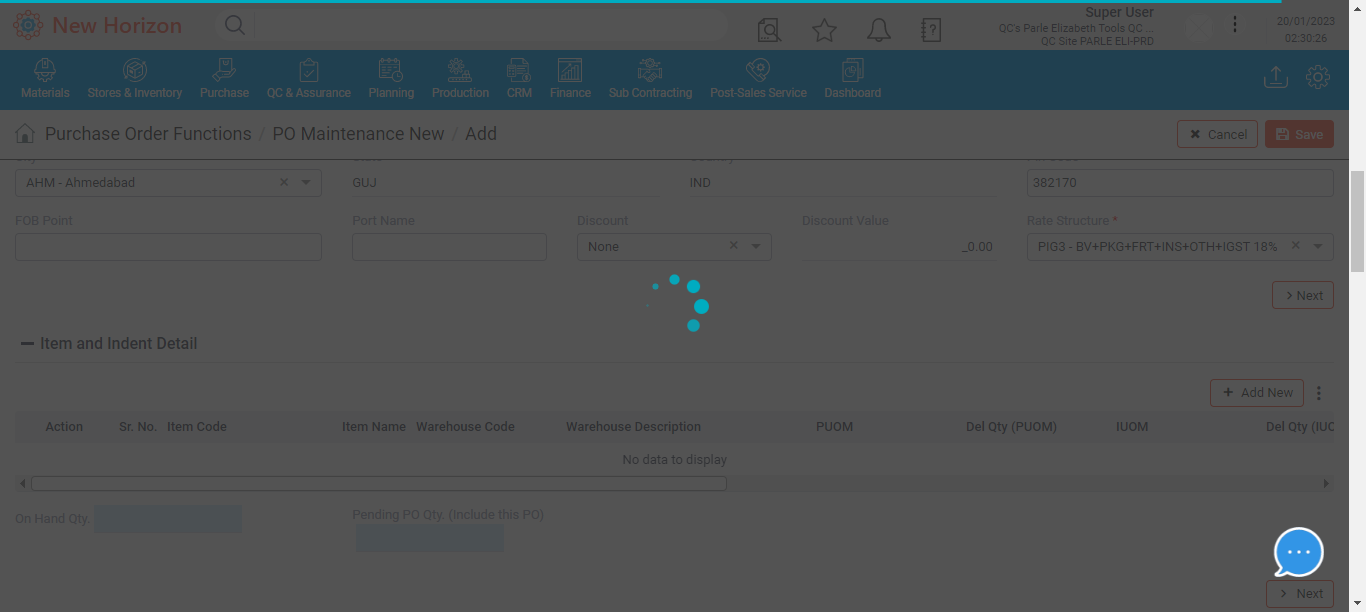 New Horizon
Super User
QC's Parle Elizabeth Tools QC ...
QC Site PARLE ELI-PRD
20/01/2023
02:30:26
Materials Stores & Inventory Purchase QC & Assurance Planning Production CRM Finance Sub Contracting Post-Sales Service Dashboard
Purchase Order Functions / PO Maintenance New / Add
Cancel Save
AHM - Ahmedabad GUJ IND 382170
FOB Point Port Name Discount Discount Value Rate Structure *
None _0.00 PIG3 - BV+PKG+FRT+INS+OTH+IGST 18%
Next
Item and Indent Detail
+ Add New
Action Sr. No. Item Code Item Name Warehouse Code Warehouse Description PUOM Del Qty (PUOM) IUOM Del Qty (IUO
No data to display
On Hand Qty. Pending PO Qty. (Include this PO)
Next